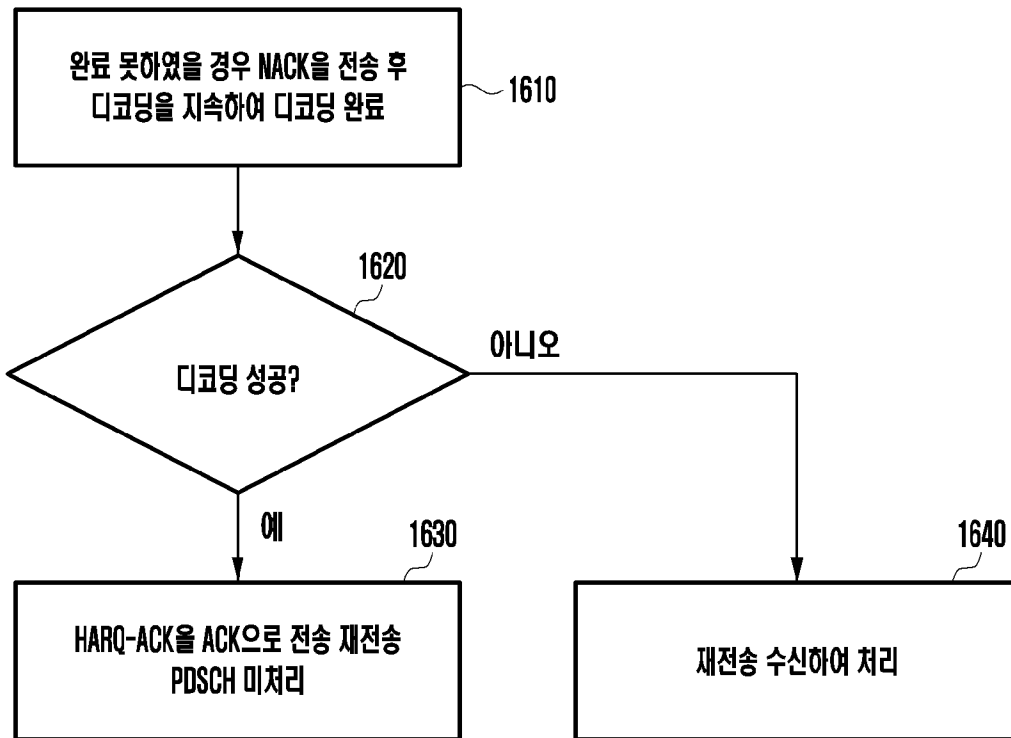 완료 못하였을 경우 NACK을 전송 후
디코딩을 지속하여 디코딩 완료
1610
1620
디코딩 성공?
아니오
예
1630
HARQ-ACK을 ACK으로 전송 재전송
PDSCH 미처리
1640
재전송 수신하여 처리